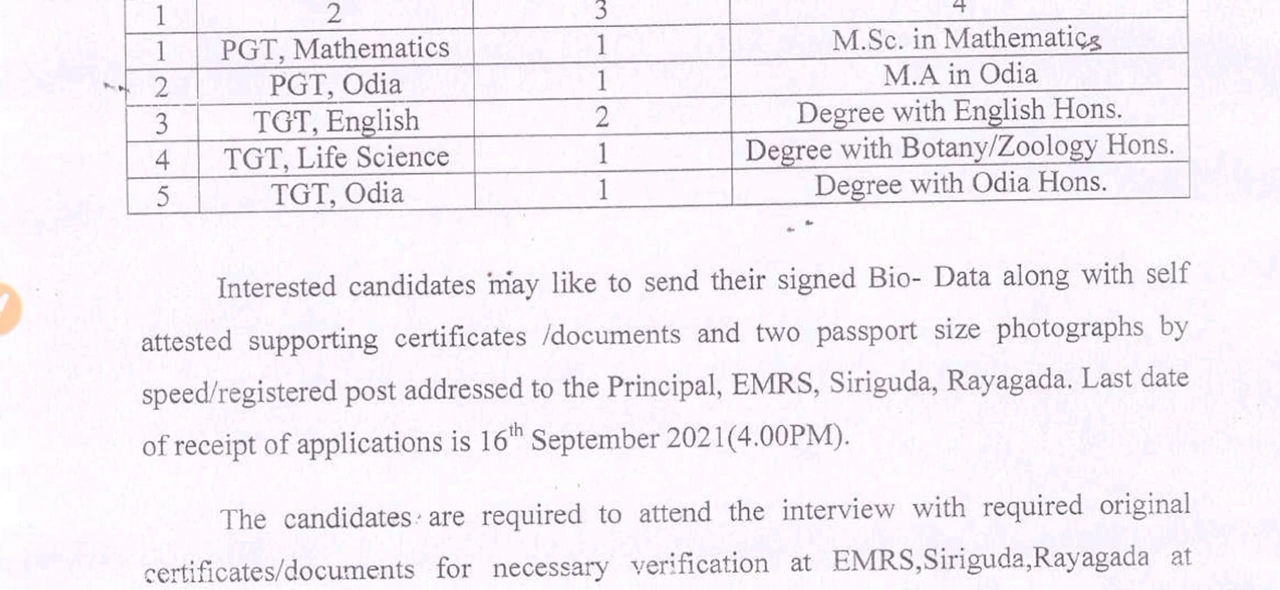 1 2 3 4
1 PGT, Mathematics 1 M.Sc. in Mathematics
2 PGT, Odia 1 M.A in Odia
3 TGT, English 2 Degree with English Hons.
4 TGT, Life Science 1 Degree with Botany/Zoology Hons.
5 TGT, Odia 1 Degree with Odia Hons.
Interested candidates may like to send their signed Bio- Data along with self
attested supporting certificates /documents and two passport size photographs by
speed/registered post addressed to the Principal, EMRS, Siriguda, Rayagada. Last date
of receipt of applications is 16th September 2021(4.00PM).
The candidates are required to attend the interview with required original
certificates/documents for necessary verification at EMRS,Siriguda,Rayagada at